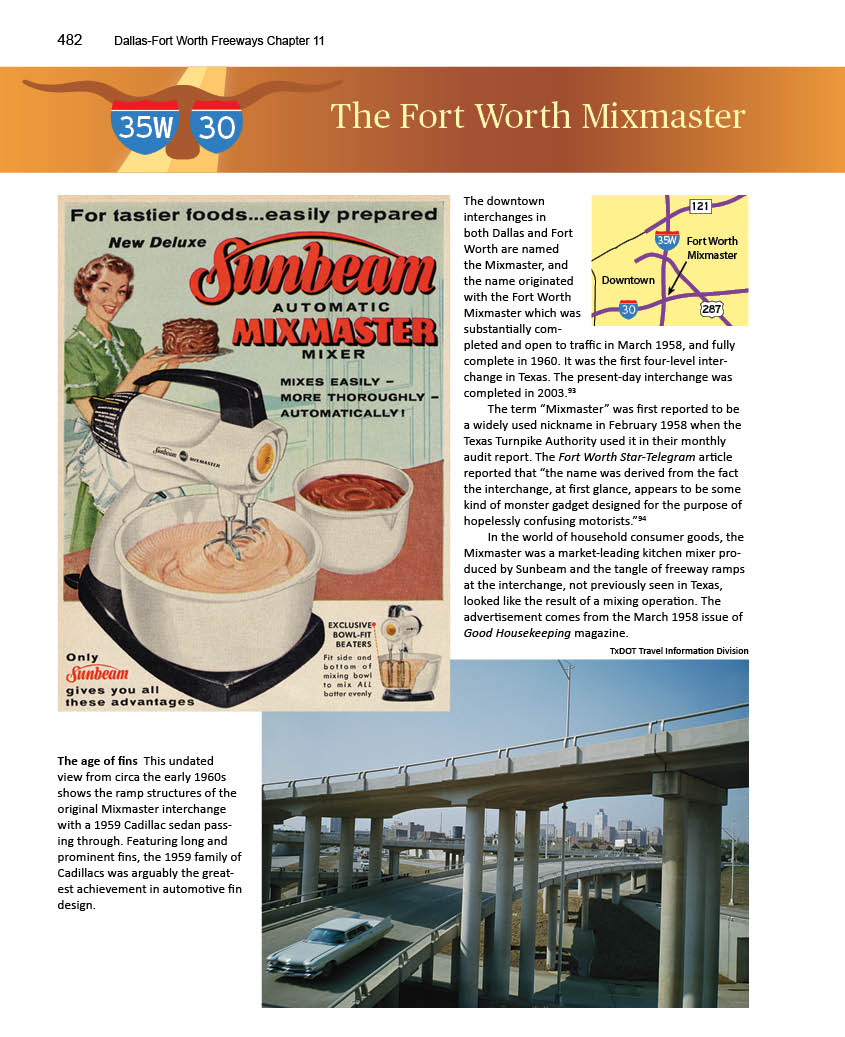 482 Dallas-Fort Worth Freeways Chapter 11
35W 30
The Fort Worth Mixmaster
For tastier foods...easily prepared
New Deluxe
Sunbeam
AUTOMATIC
MIXMASTER
MIXER
MIXES EASILY –
MORE THOROUGHLY –
AUTOMATICALLY!
Sunbeam MIXMASTER
EXCLUSIVE
BOWL-FIT
BEATERS
Fit side and
bottom of
mixing bowl
to mix ALL
batter evenly
Only
Sunbeam
gives you all
these advantages
The downtown
interchanges in
both Dallas and Fort
Worth are named
the Mixmaster, and
the name originated
with the Fort Worth
Mixmaster which was
substantially com-
pleted and open to traffic in March 1958, and fully
complete in 1960. It was the first four-level inter-
change in Texas. The present-day interchange was
completed in 2003.⁹³
The term “Mixmaster” was first reported to be
a widely used nickname in February 1958 when the
Texas Turnpike Authority used it in their monthly
audit report. The Fort Worth Star-Telegram article
reported that “the name was derived from the fact
the interchange, at first glance, appears to be some
kind of monster gadget designed for the purpose of
hopelessly confusing motorists.”⁹⁴
In the world of household consumer goods, the
Mixmaster was a market-leading kitchen mixer pro-
duced by Sunbeam and the tangle of freeway ramps
at the interchange, not previously seen in Texas,
looked like the result of a mixing operation. The
advertisement comes from the March 1958 issue of
Good Housekeeping magazine.
121
35W Fort Worth
Mixmaster
Downtown
30
287
TxDOT Travel Information Division
The age of fins This undated
view from circa the early 1960s
shows the ramp structures of the
original Mixmaster interchange
with a 1959 Cadillac sedan pass-
ing through. Featuring long and
prominent fins, the 1959 family of
Cadillacs was arguably the great-
est achievement in automotive fin
design.